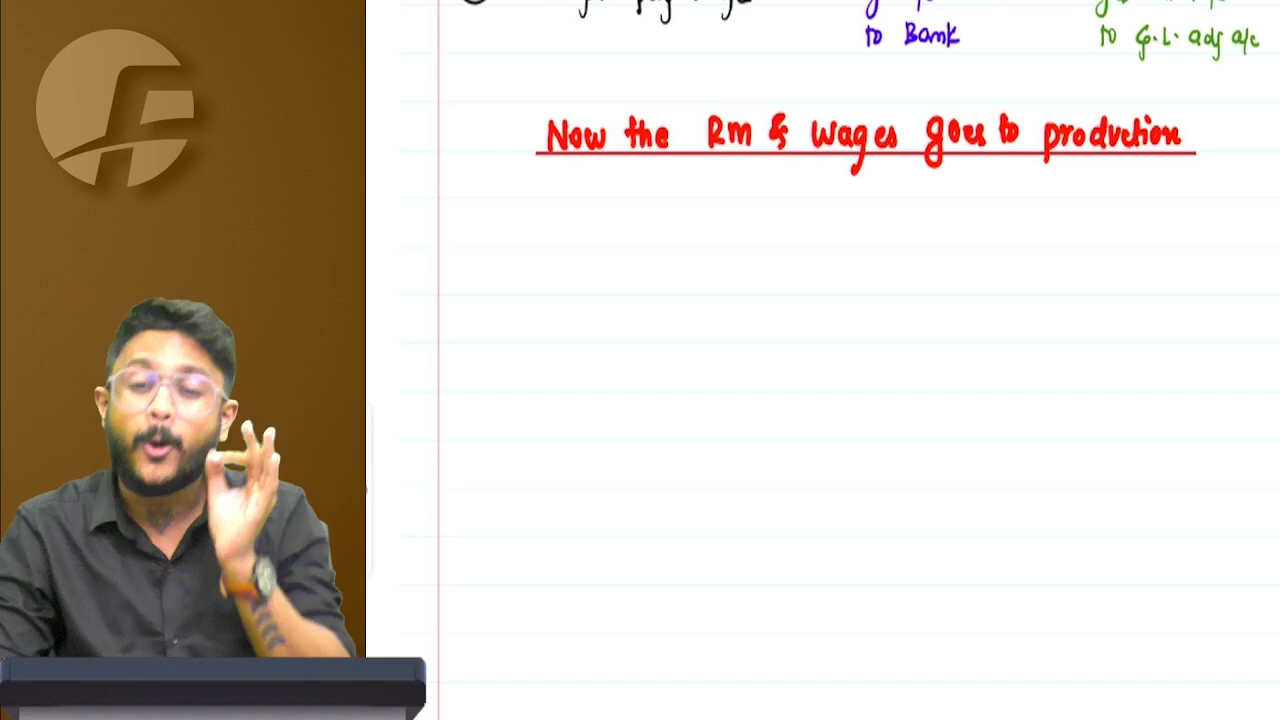 to Bank
to G.L. adj a/c
Now the Rm & wages goes to production